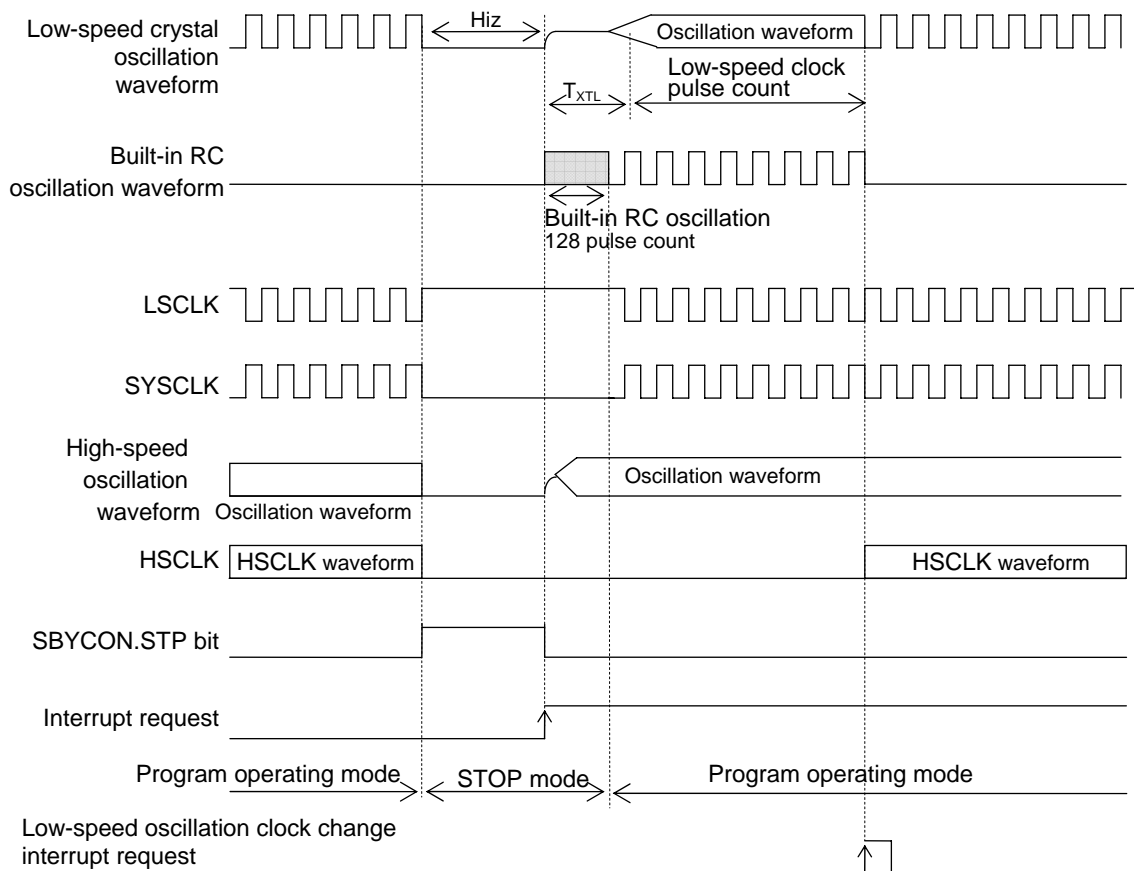 Low-speed crystal
oscillation
waveform
Hiz
Oscillation waveform
TXTL
Low-speed clock
pulse count
Built-in RC
oscillation waveform
Built-in RC oscillation
128 pulse count
LSCLK
SYSCLK
High-speed
oscillation
waveform
Oscillation waveform
Oscillation waveform
HSCLK
HSCLK waveform
HSCLK waveform
SBYCON.STP bit
Interrupt request
Program operating mode
STOP mode
Program operating mode
Low-speed oscillation clock change
interrupt request